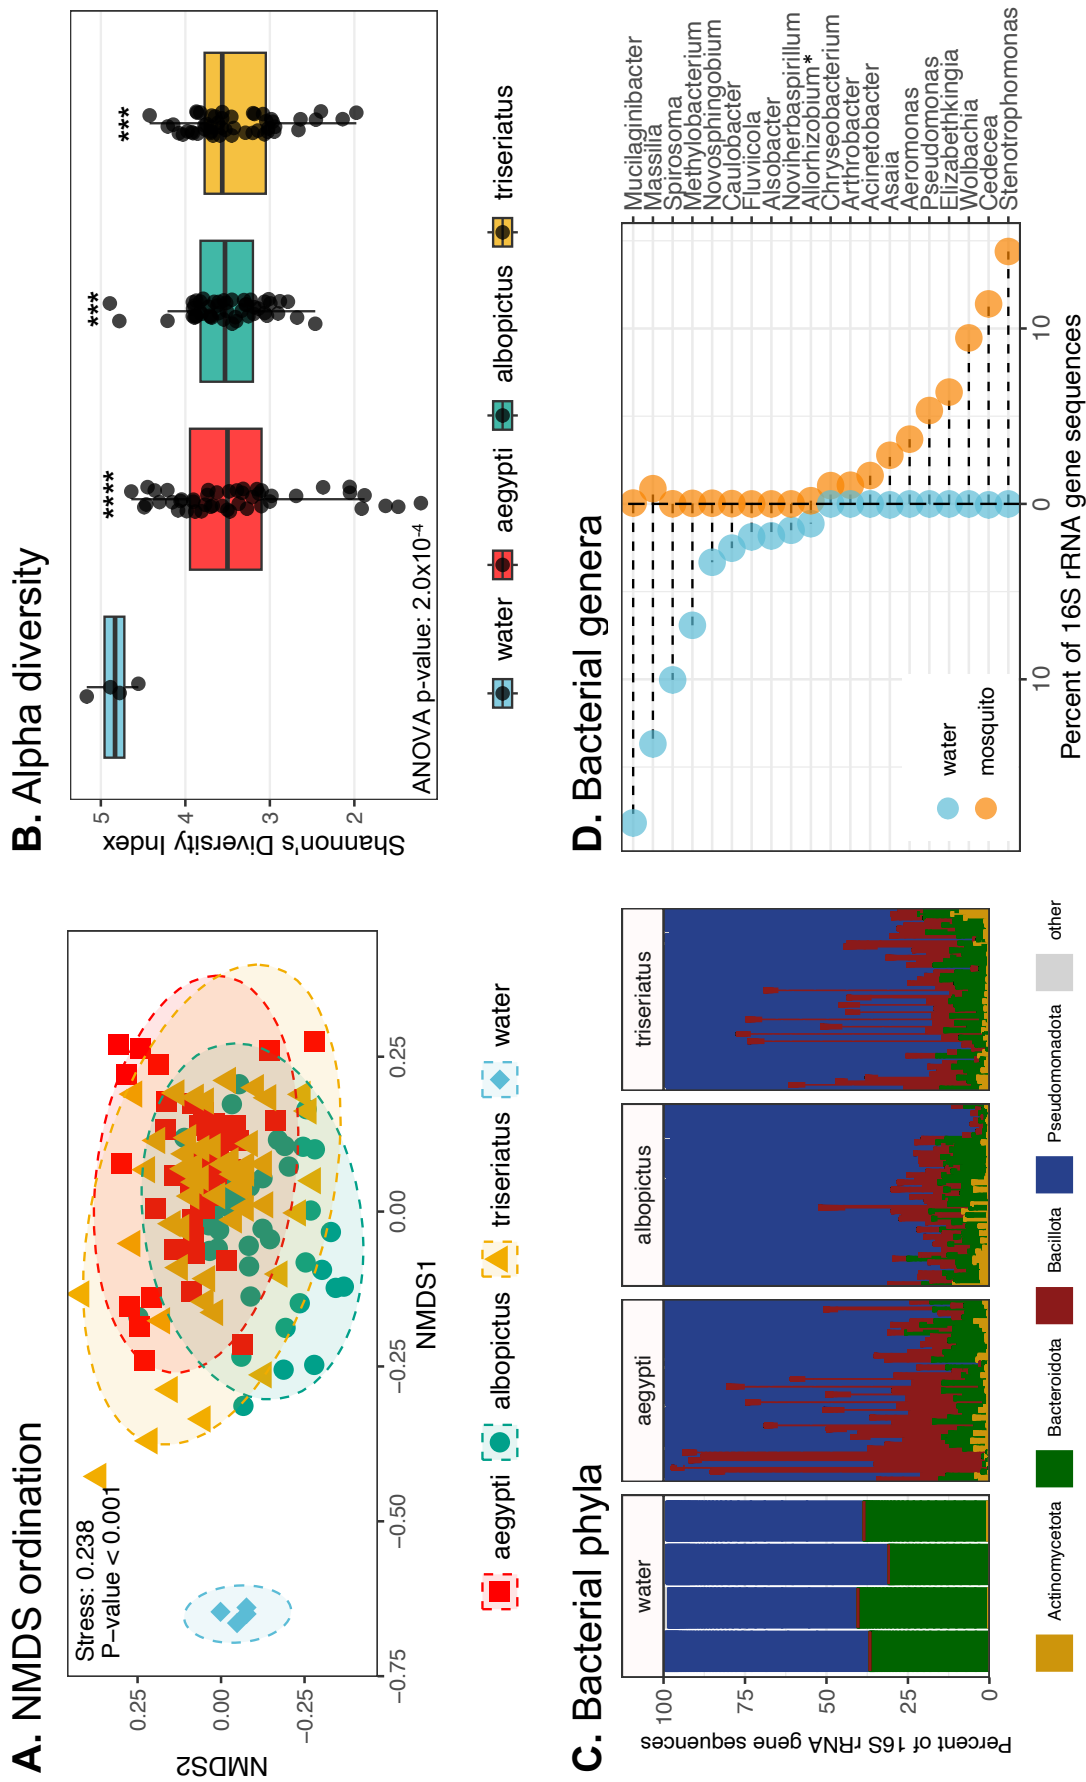 A. NMDS ordination
Stress: 0.238
P−value < 0.001
NMDS2
0.25
0.00
−0.25
−0.75
−0.50
−0.25
0.00
0.25
NMDS1
aegypti
albopictus
triseriatus
water
B. Alpha diversity
Shannon's Diversity Index
5
4
3
2
****
***
***
ANOVA p-value: 2.0x10-4
water
aegypti
albopictus
triseriatus
C. Bacterial phyla
Percent of 16S rRNA gene sequences
100
75
50
25
0
water
aegypti
albopictus
triseriatus
Actinomycetota
Bacteroidota
Bacillota
Pseudomonadota
other
D. Bacterial genera
Mucilaginibacter
Massilia
Spirosoma
Methylobacterium
Novosphingobium
Caulobacter
Fluviicola
Alsobacter
Noviherbaspirillum
Allorhizobium*
Chryseobacterium
Arthrobacter
Acinetobacter
Asaia
Aeromonas
Pseudomonas
Elizabethkingia
Wolbachia
Cedecea
Stenotrophomonas
water
mosquito
10
0
10
Percent of 16S rRNA gene sequences